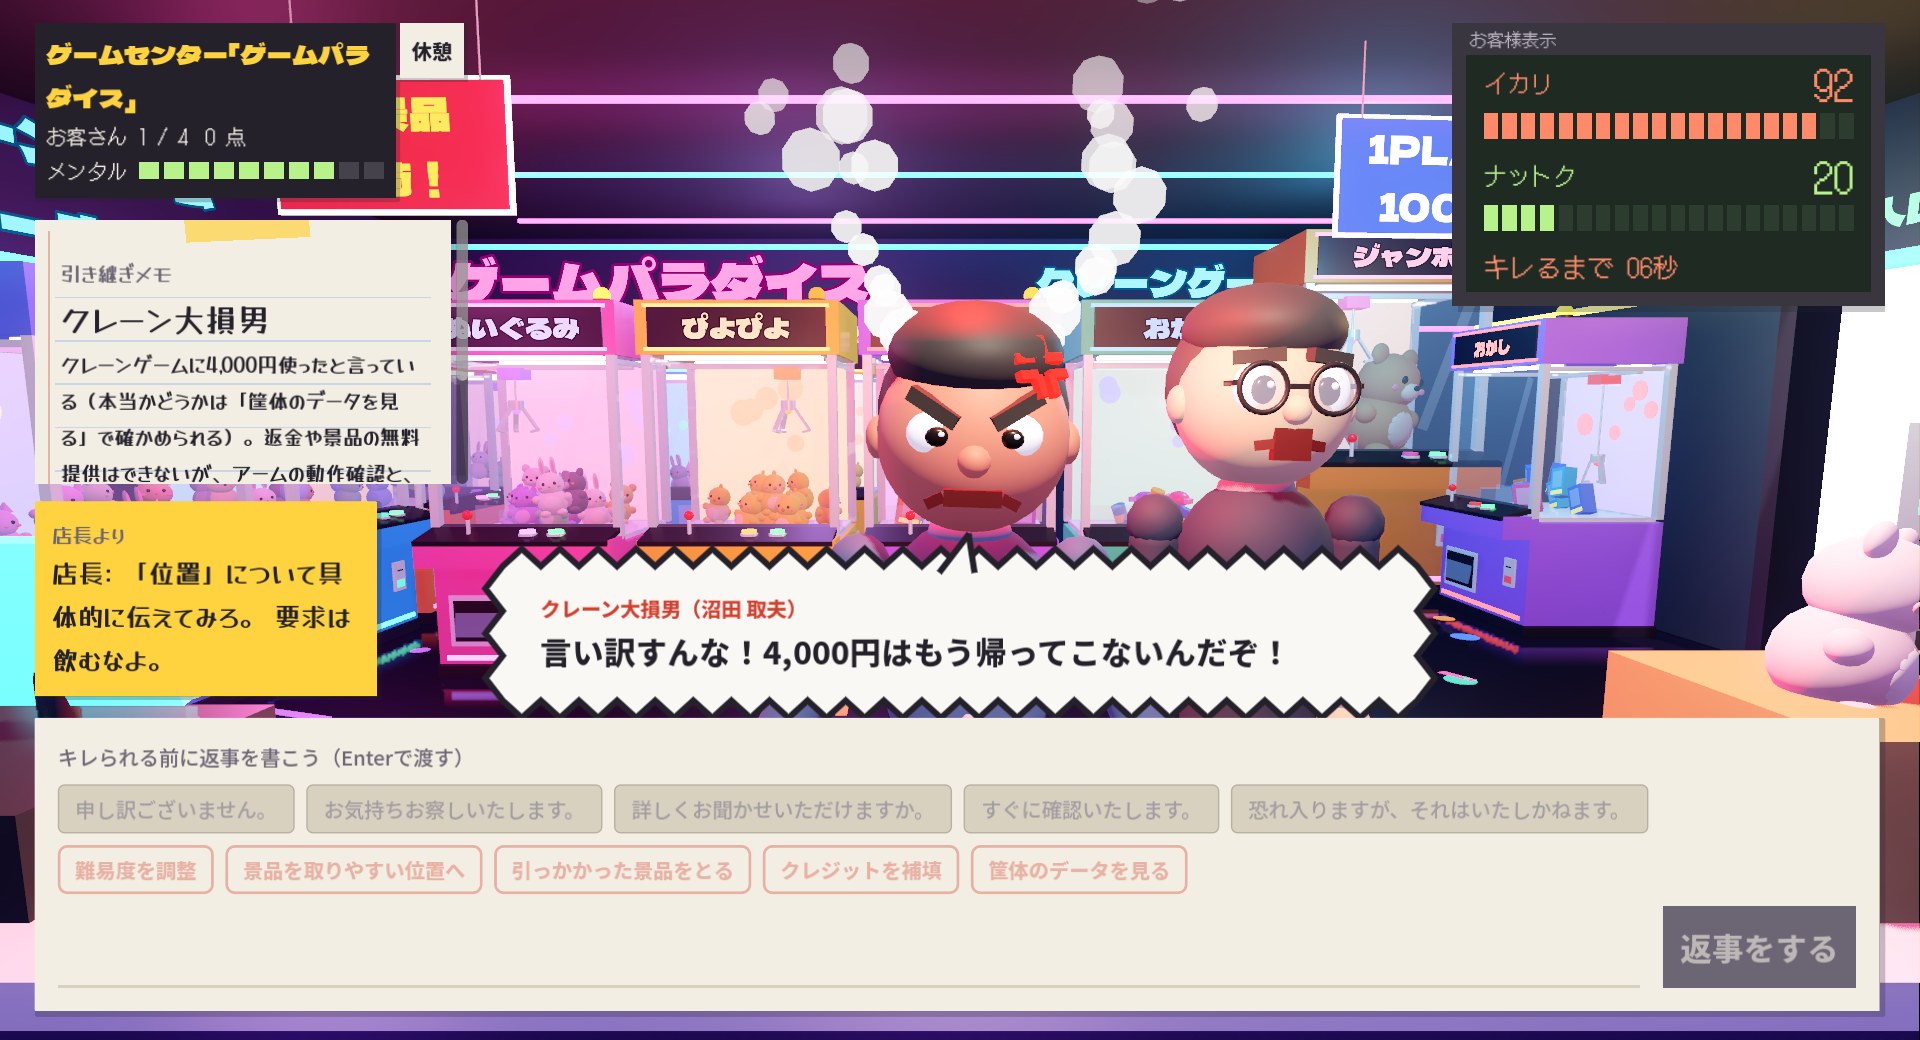 ゲームセンター「ゲームパラ
ダイス」
お客さん 1/4 0点
メンタル
休憩
1PL
100
お客様表示
イカリ 92
ナットク 20
キレるまで 06秒
引き継ぎメモ
クレーン大損男
クレーンゲームに4,000円使ったと言ってい
る（本当かどうかは「筐体のデータを見
る」で確かめられる）。返金や景品の無料
提供はできないが、アームの動作確認と、
ゲームパラダイス
クレーンゲー
ジャンボ
ぬいぐるみ
ぴよぴよ
おか
おかし
店長より
店長：「位置」について具
体的に伝えてみろ。 要求は
飲むなよ。
クレーン大損男（沼田 取夫）
言い訳すんな！4,000円はもう帰ってこないんだぞ！
キレられる前に返事を書こう（Enterで渡す）
申し訳ございません。
お気持ちお察しいたします。
詳しくお聞かせいただけますか。
すぐに確認いたします。
恐れ入りますが、それはいたしかねます。
難易度を調整
景品を取りやすい位置へ
引っかかった景品をとる
クレジットを補填
筐体のデータを見る
返事をする